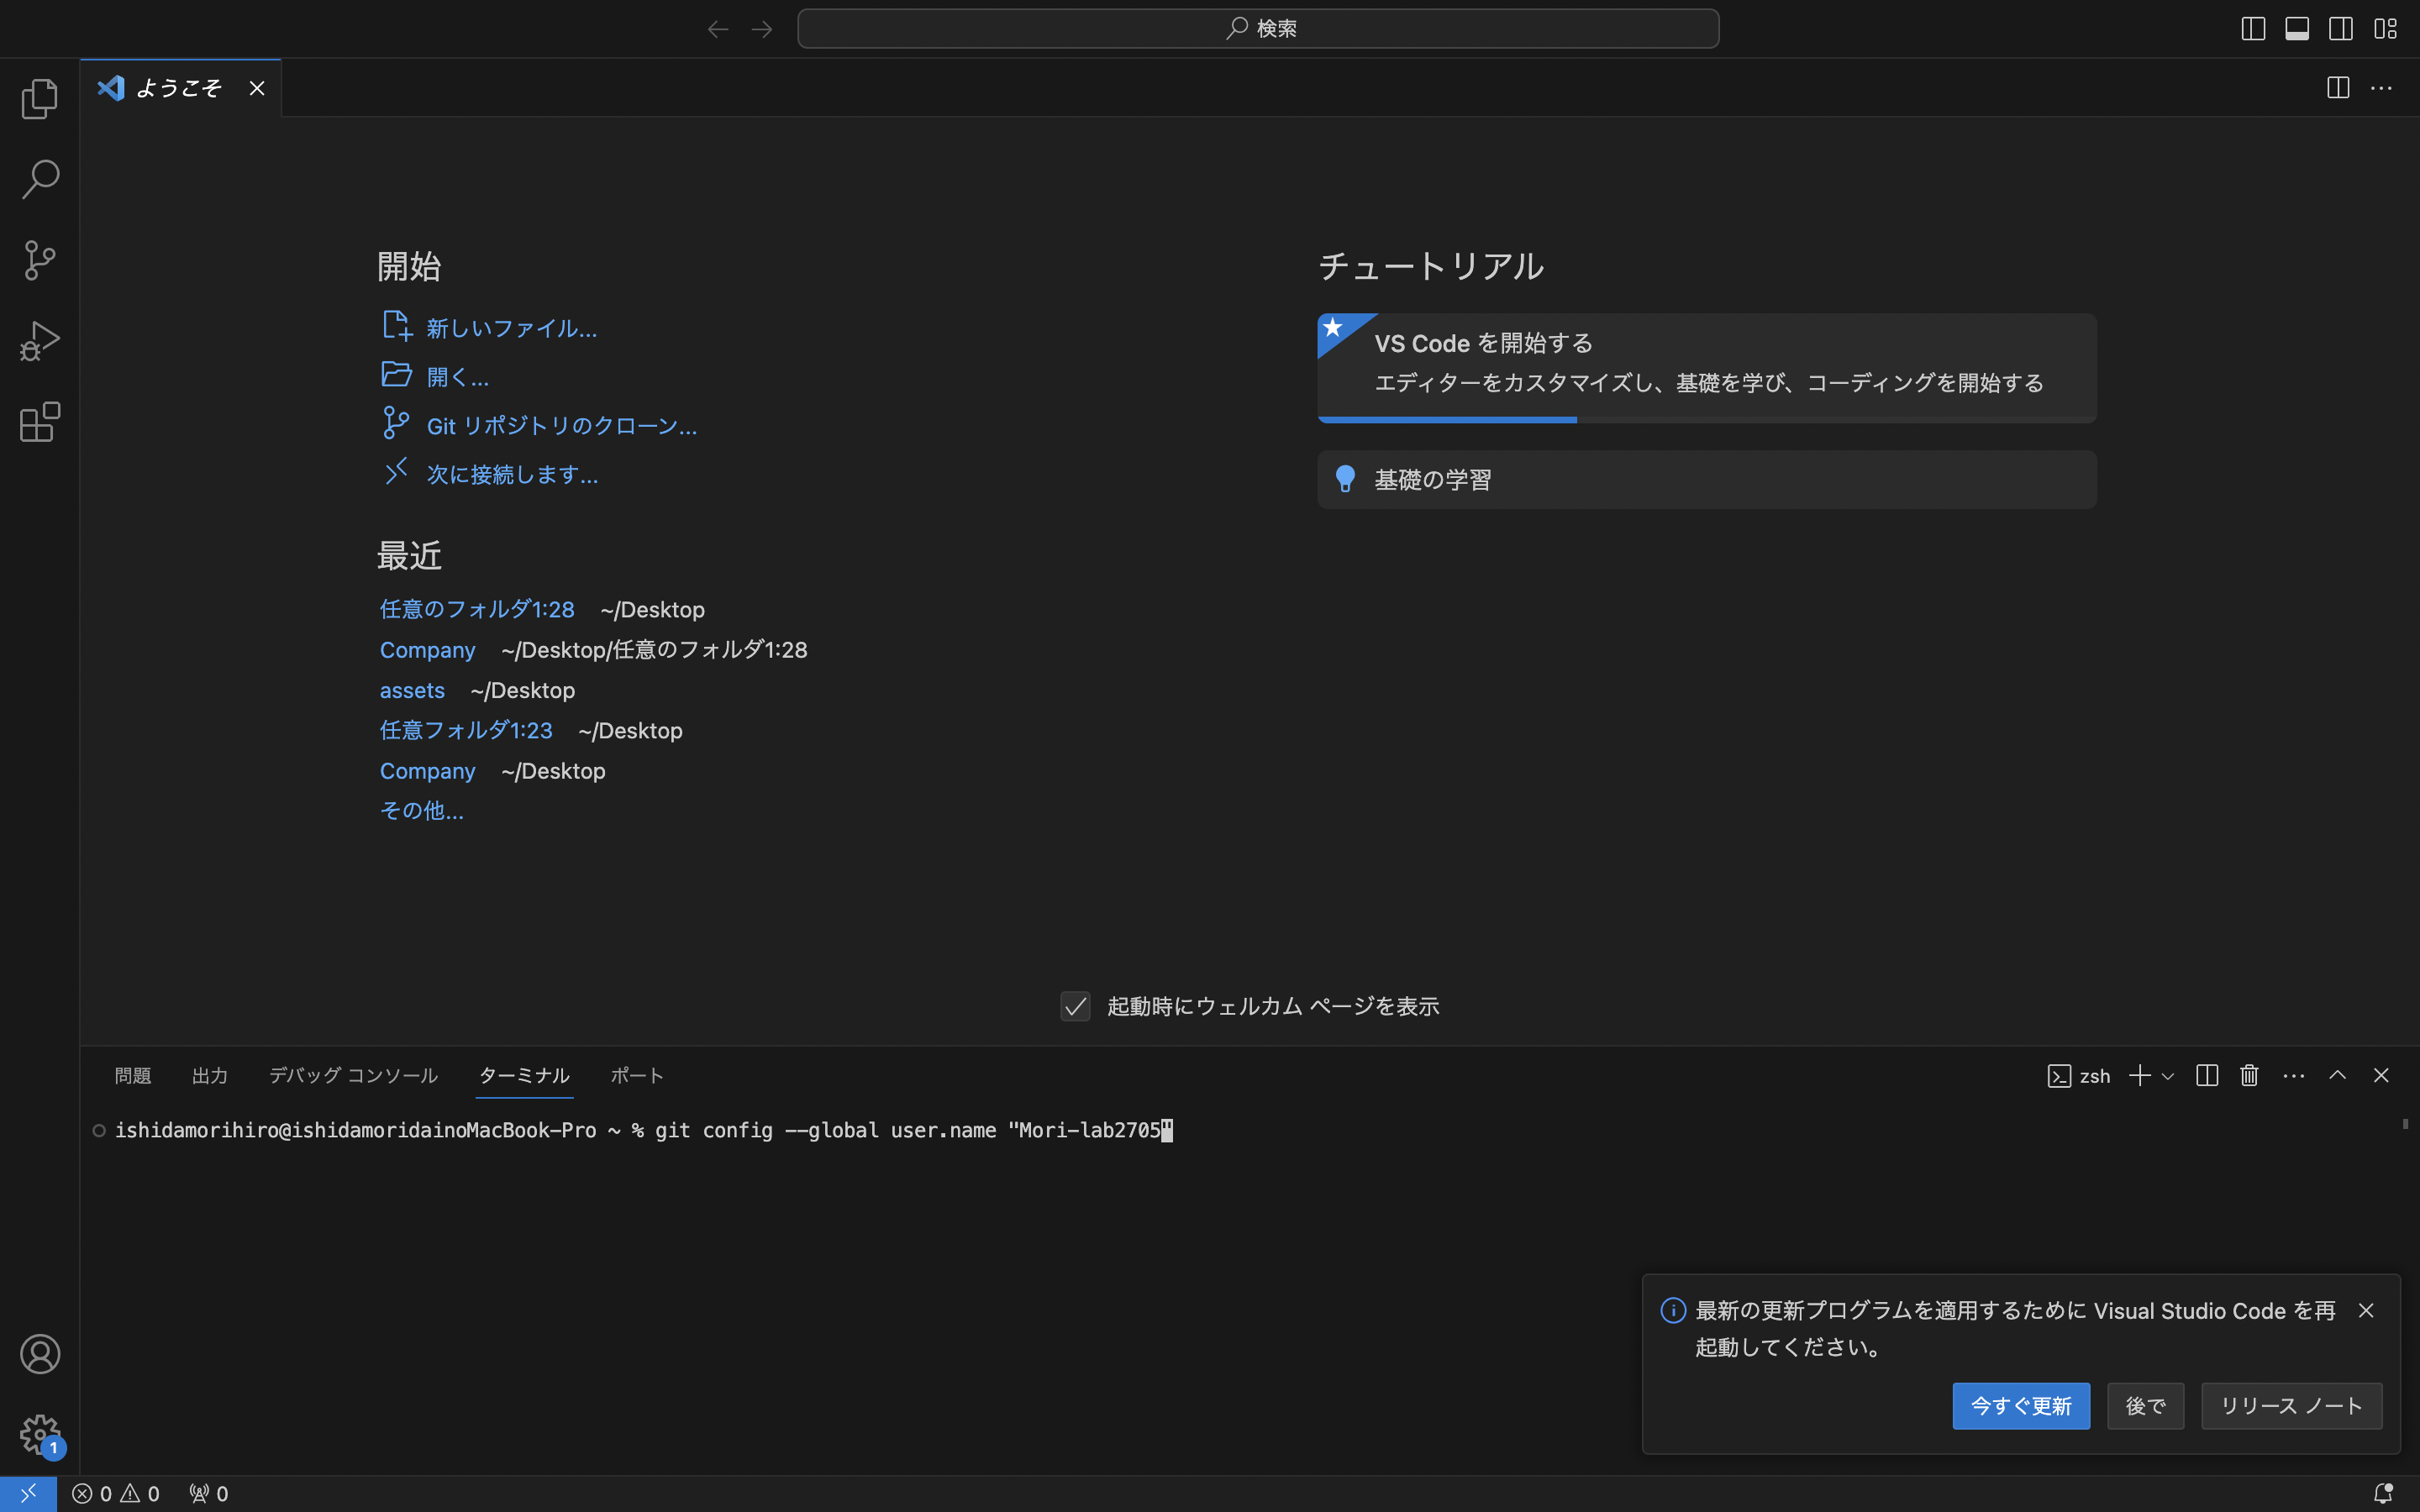 検索
ようこそ
開始
新しいファイル...
開く...
Git リポジトリのクローン...
次に接続します...
最近
任意のフォルダ1:28 ~/Desktop
Company ~/Desktop/任意のフォルダ1:28
assets ~/Desktop
任意フォルダ1:23 ~/Desktop
Company ~/Desktop
その他...
チュートリアル
VS Code を開始する
エディターをカスタマイズし、基礎を学び、コーディングを開始する
基礎の学習
起動時にウェルカム ページを表示
問題 出力 デバッグ コンソール ターミナル ポート
zsh
ishidamorihiro@ishidamoridainoMacBook-Pro ~ % git config --global user.name "Mori-lab2705"
最新の更新プログラムを適用するために Visual Studio Code を再
起動してください。
今すぐ更新 後で リリース ノート
1
0 0 0